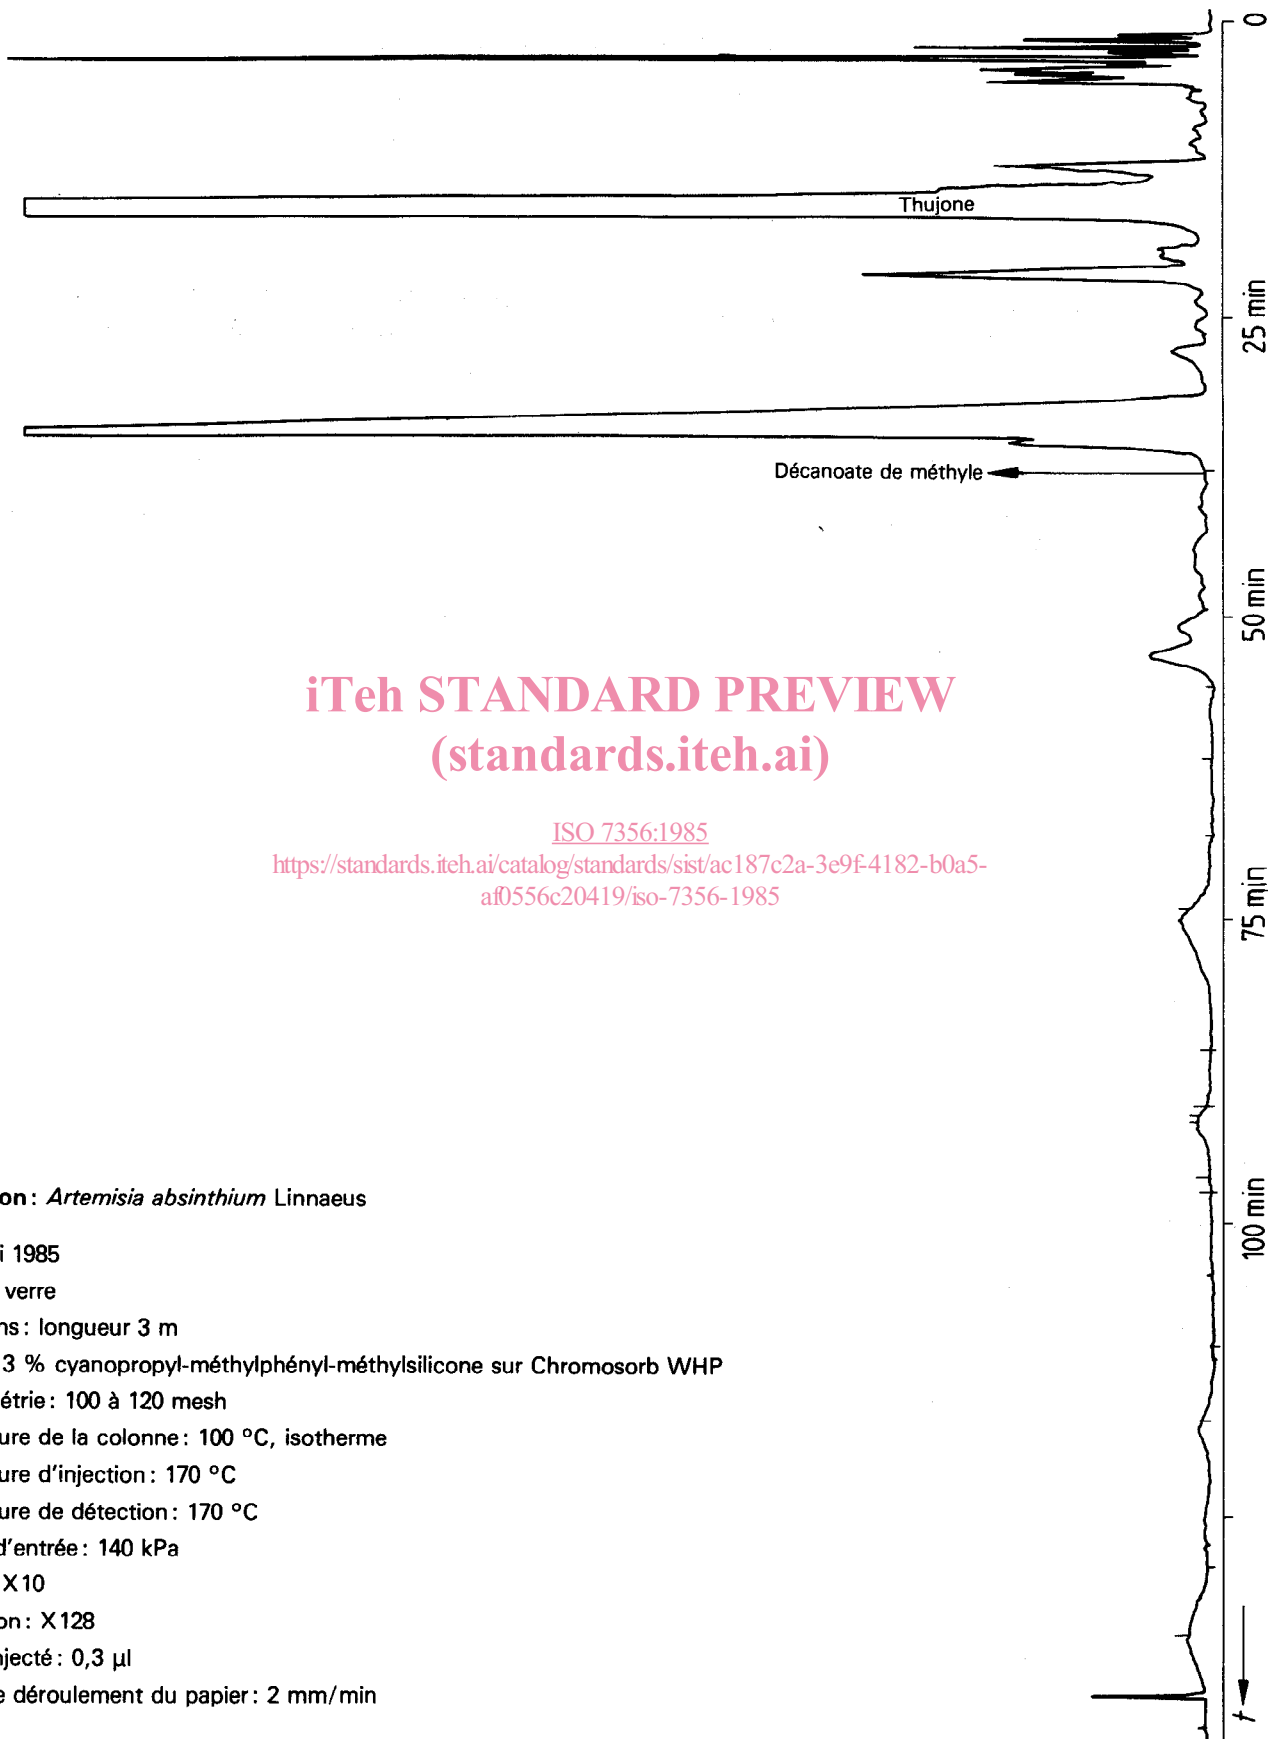 0
Thujone
25 min
Décanoate de méthyle
50 min
iTeh STANDARD PREVIEW
(standards.iteh.ai)
ISO 7356:1985
https://standards.iteh.ai/catalog/standards/sist/ac187c2a-3e9f-4182-b0a5-
af0556c20419/iso-7356-1985
75 min
100 min
on : Artemisia absinthium Linnaeus
i 1985
verre
ns : longueur 3 m
3 % cyanopropyl-méthylphényl-méthylsilicone sur Chromosorb WHP
étrie : 100 à 120 mesh
ure de la colonne : 100 °C, isotherme
ure d'injection : 170 °C
ure de détection : 170 °C
d'entrée : 140 kPa
X10
on : X128
njecté : 0,3 µl
e déroulement du papier : 2 mm/min
t